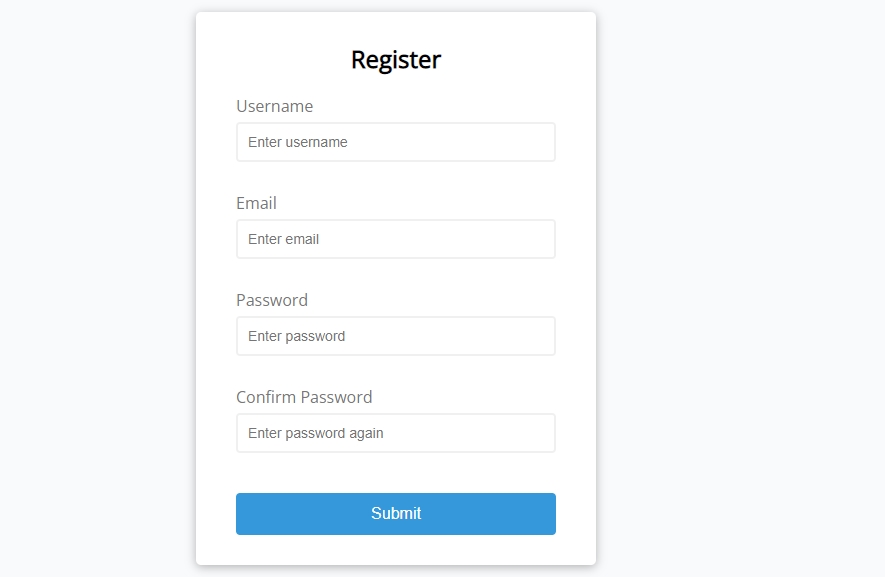 Register
Username
Enter username
Email
Enter email
Password
Enter password
Confirm Password
Enter password again
Submit